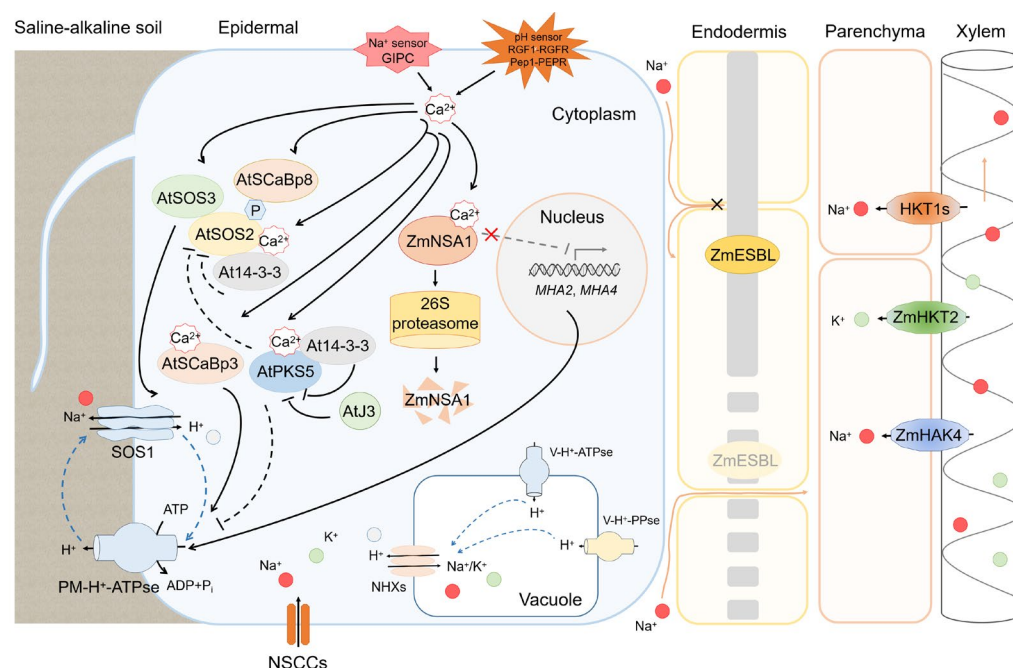 Saline-alkaline soil
Epidermal
Na⁺ sensor
GIPC
pH sensor
RGF1-RGFR
Pep1-PEPR
Endodermis
Parenchyma
Xylem
Na⁺
Ca²⁺
Cytoplasm
AtSCaBp8
AtSOS3
P
AtSOS2
Ca²⁺
At14-3-3
Ca²⁺
ZmNSA1
Nucleus
MHA2, MHA4
Na⁺
HKT1s
ZmESBL
26S
proteasome
K⁺
ZmHKT2
Ca²⁺
AtSCaBp3
Ca²⁺
At14-3-3
AtPKS5
ZmNSA1
AtJ3
Na⁺
H⁺
SOS1
Na⁺
ZmHAK4
ZmESBL
V-H⁺-ATPse
ATP
H⁺
V-H⁺-PPse
H⁺
PM-H⁺-ATPse
ADP+Pᵢ
K⁺
Na⁺
H⁺
Na⁺/K⁺
H⁺
NHXs
Vacuole
Na⁺
NSCCs